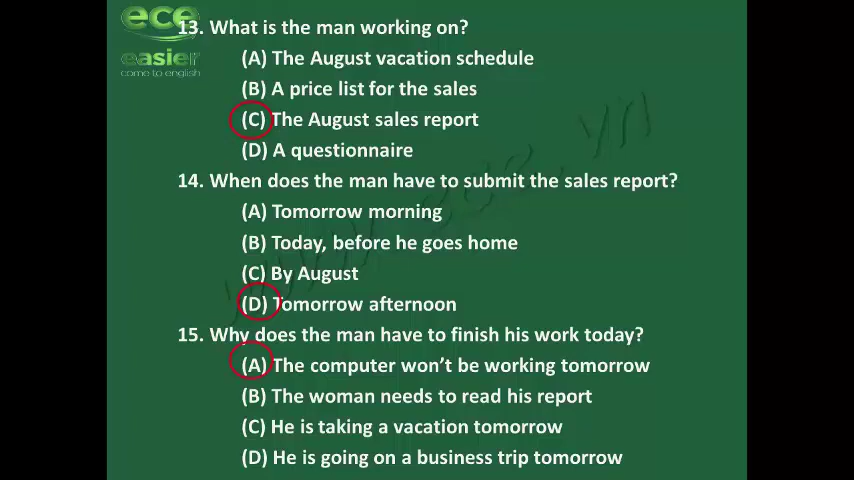 ece
easier
come to english
13. What is the man working on?
(A) The August vacation schedule
(B) A price list for the sales
(C) The August sales report
(D) A questionnaire
14. When does the man have to submit the sales report?
(A) Tomorrow morning
(B) Today, before he goes home
(C) By August
(D) Tomorrow afternoon
15. Why does the man have to finish his work today?
(A) The computer won’t be working tomorrow
(B) The woman needs to read his report
(C) He is taking a vacation tomorrow
(D) He is going on a business trip tomorrow
www.ece.vn